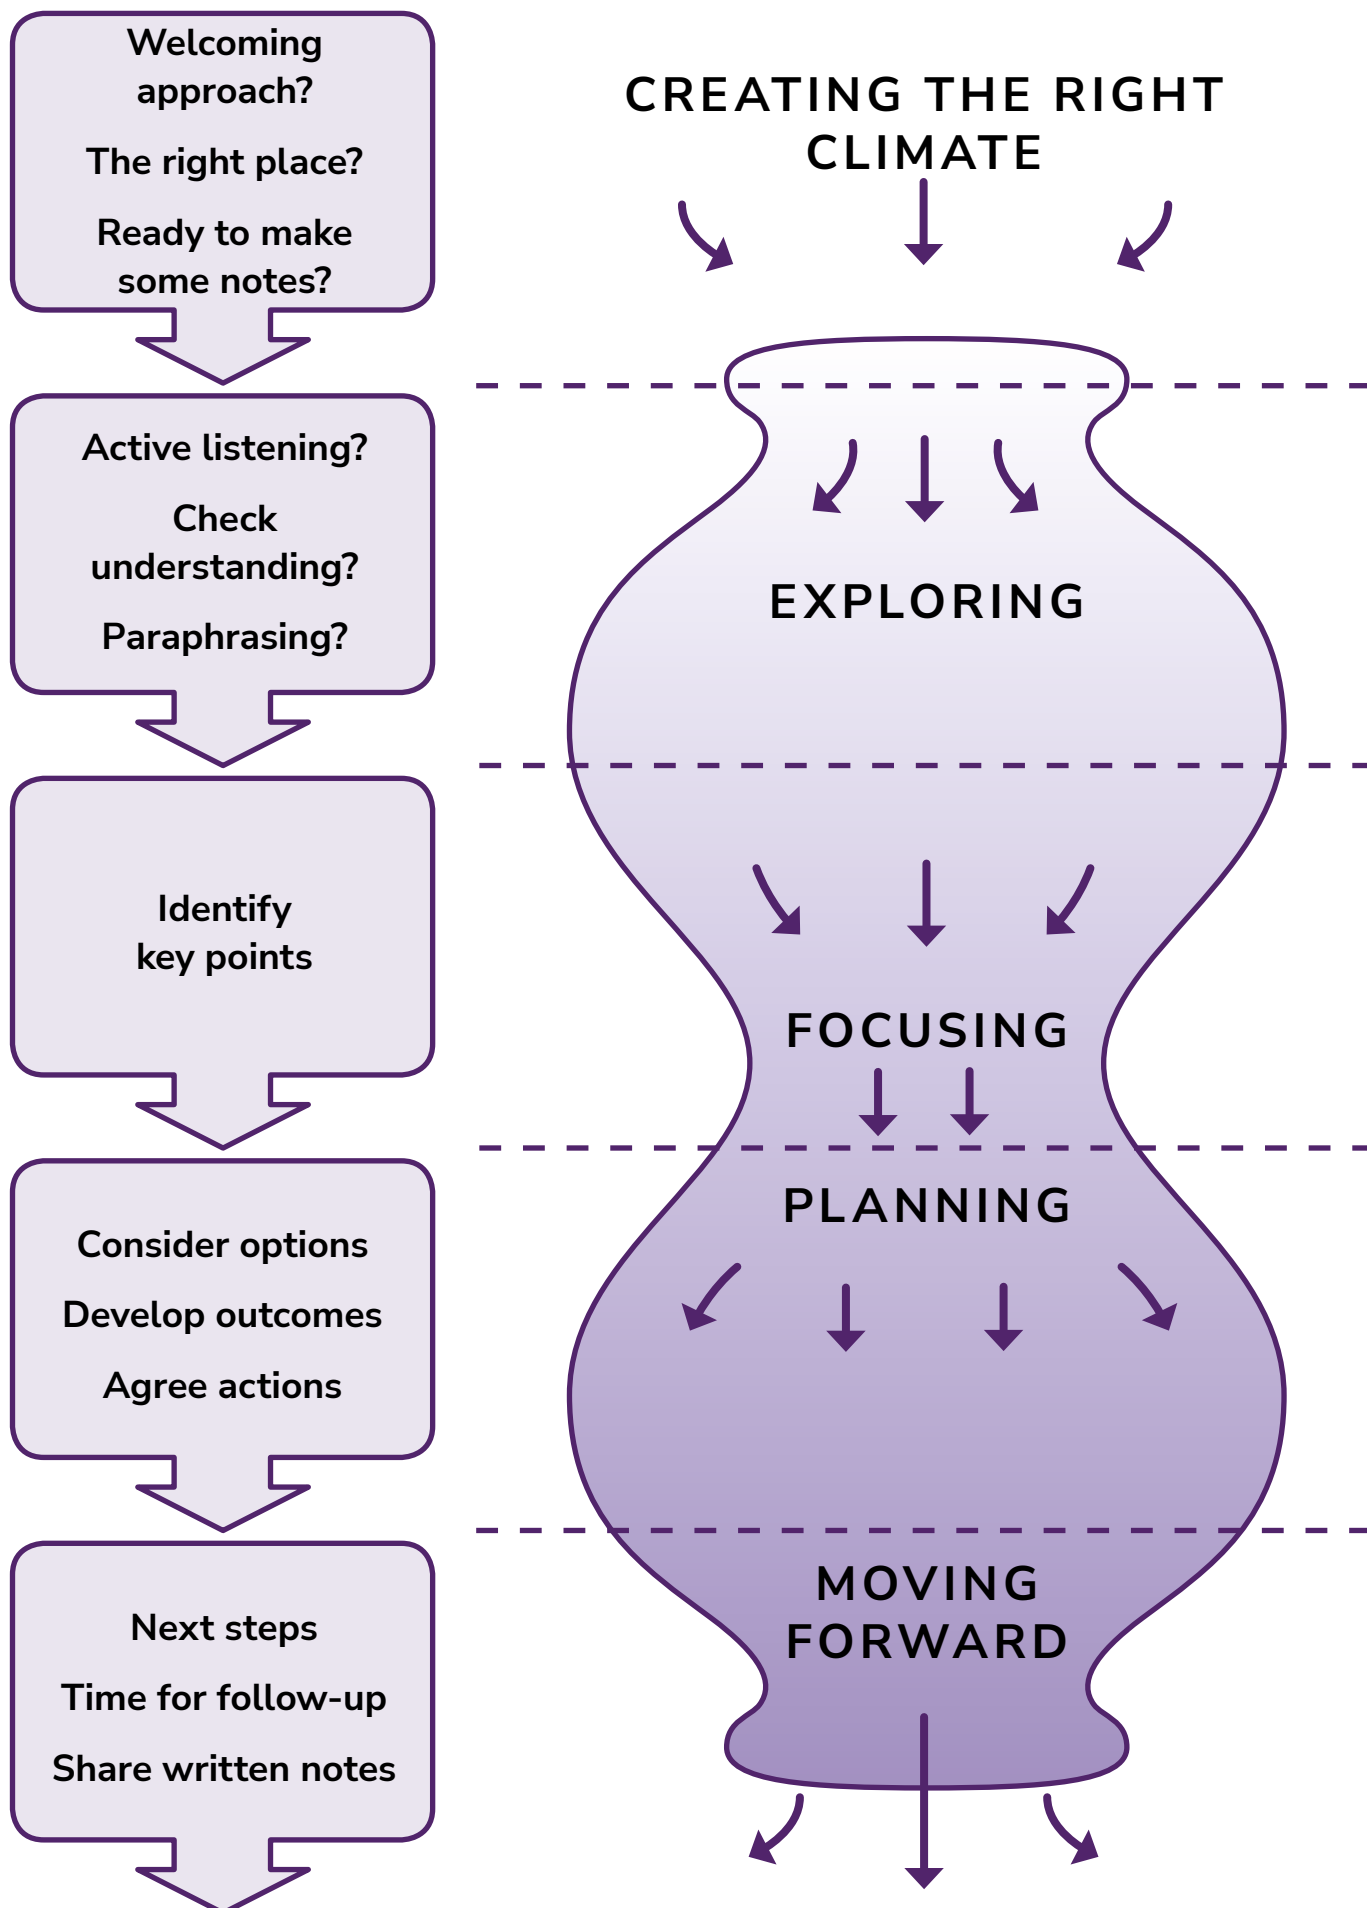 Welcoming
approach?
The right place?
Ready to make
some notes?
CREATING THE RIGHT
CLIMATE
Active listening?
Check
understanding?
Paraphrasing?
EXPLORING
Identify
key points
FOCUSING
Consider options
Develop outcomes
Agree actions
PLANNING
Next steps
Time for follow-up
Share written notes
MOVING
FORWARD